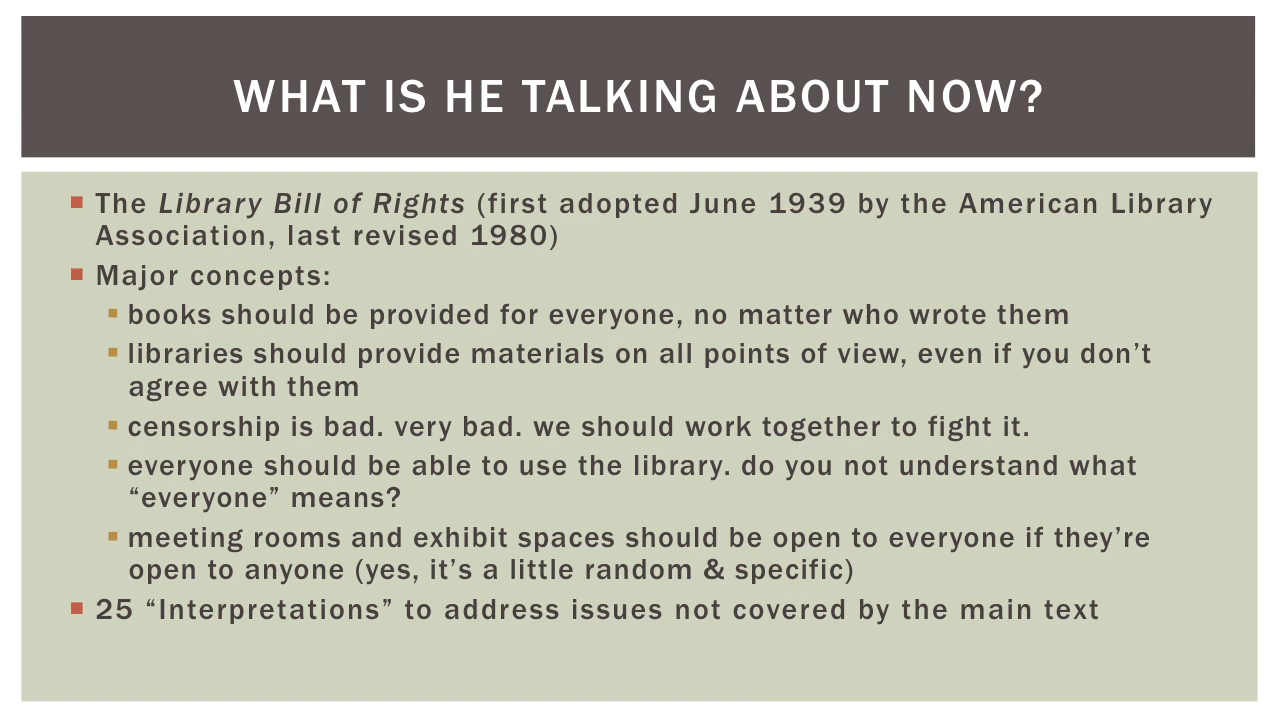 WHAT IS HE TALKING ABOUT NOW?
The Library Bill of Rights (first adopted June 1939 by the American Library
Association, last revised 1980)
Major concepts:
books should be provided for everyone, no matter who wrote them
libraries should provide materials on all points of view, even if you don’t
agree with them
censorship is bad. very bad. we should work together to fight it.
everyone should be able to use the library. do you not understand what
“everyone” means?
meeting rooms and exhibit spaces should be open to everyone if they’re
open to anyone (yes, it’s a little random & specific)
25 “Interpretations” to address issues not covered by the main text